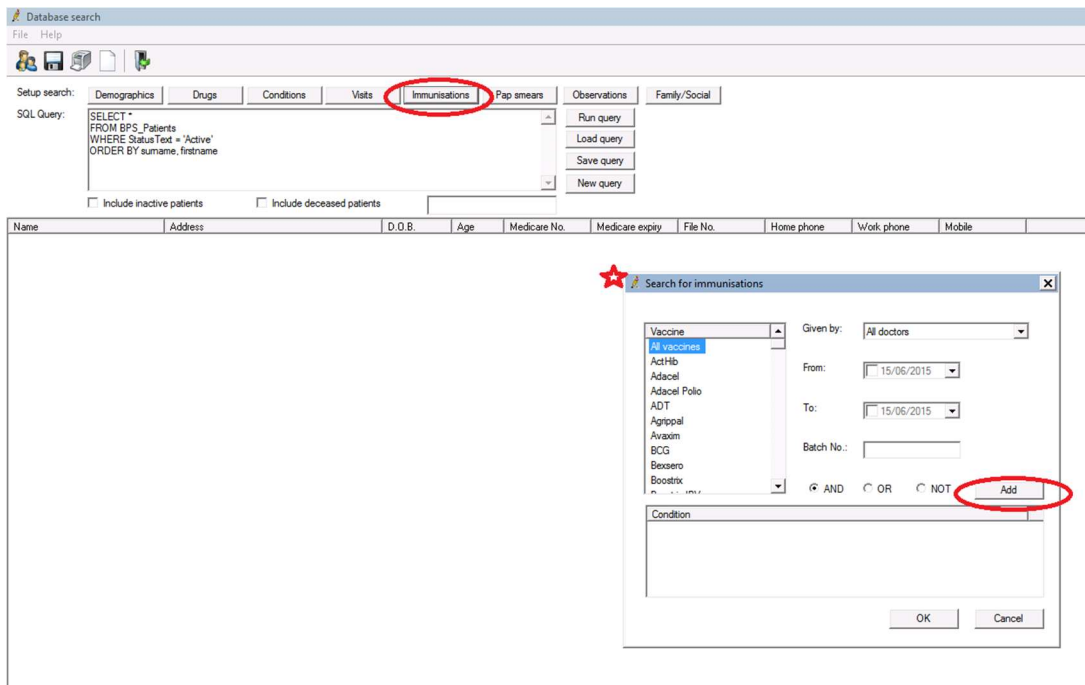 Database search
File Help
Setup search: Demographics Drugs Conditions Visits Immunisations Pap smears Observations Family/Social
SQL Query:
SELECT *
FROM BPS_Patients
WHERE StatusText = 'Active'
ORDER BY surname, firstname
Run query
Load query
Save query
New query
Include inactive patients Include deceased patients
Name Address D.O.B. Age Medicare No. Medicare expiry File No. Home phone Work phone Mobile
Search for immunisations
Vaccine
All vaccines
ActHib
Adacel
Adacel Polio
ADT
Agrippal
Avaxim
BCG
Bexsero
Boostrix
Given by: All doctors
From: 15/06/2015
To: 15/06/2015
Batch No.:
AND OR NOT Add
Condition
OK Cancel